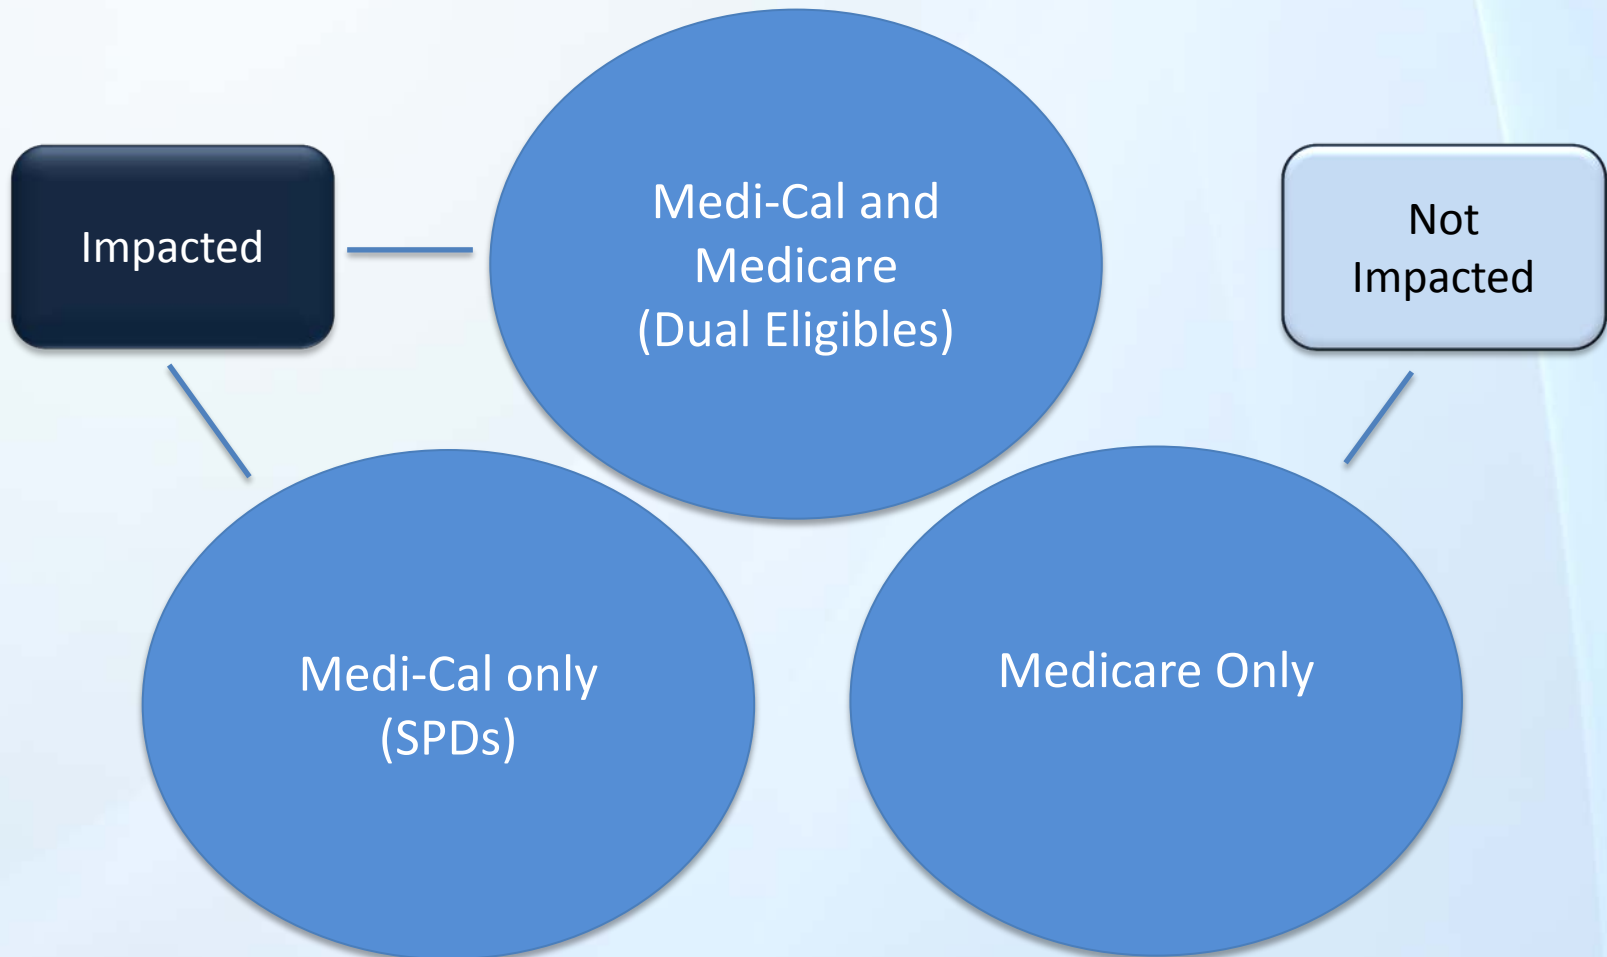 Impacted
Medi-Cal and
Medicare
(Dual Eligibles)
Not
Impacted
Medi-Cal only
(SPDs)
Medicare Only